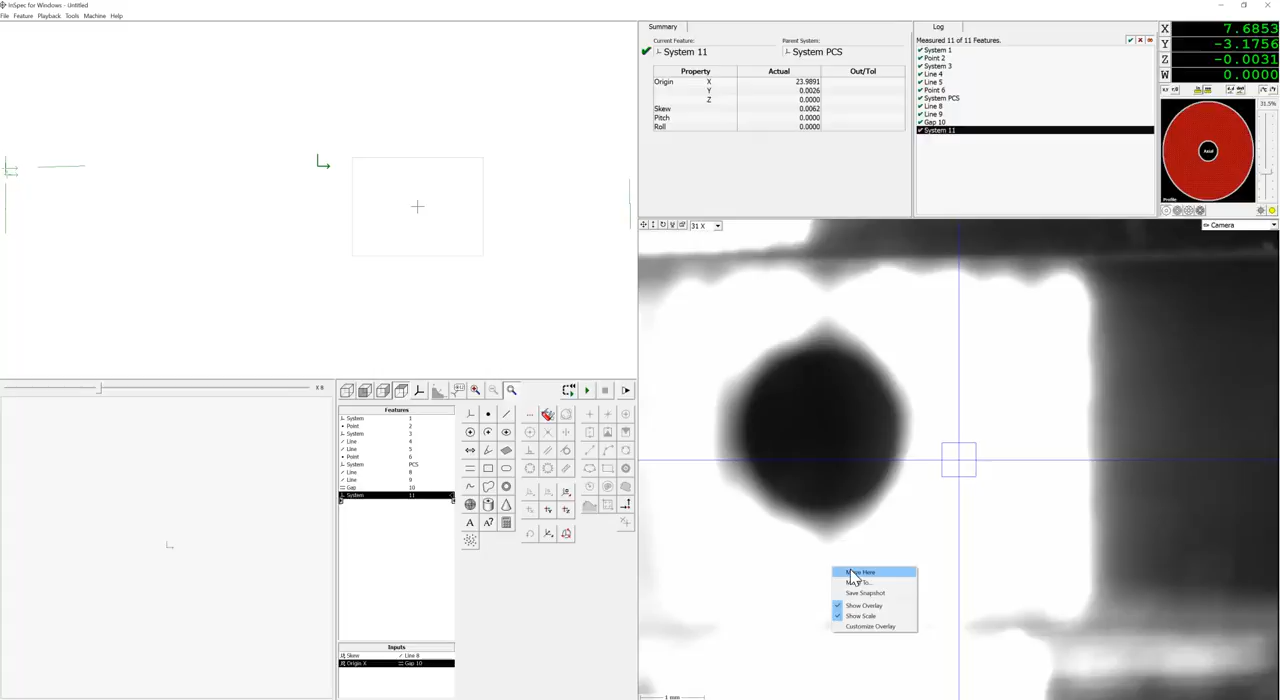 InSpec for Windows - Untitled
File Feature Playback Tools Machine Help
Summary
Current Feature:
System 11
Parent System:
System PCS
Property Actual Out/Tol
Origin X 23.9891
Y 0.0026
Z 0.0000
Skew 0.0062
Pitch 0.0000
Roll 0.0000
Log
Measured 11 of 11 Features.
System 1
Point 2
System 3
Line 4
Line 5
Point 6
System PCS
Line 8
Line 9
Gap 10
System 11
X 7.6853
Y -3.1756
Z -0.0031
W 0.0000
31.5%
Axial
Profile
31 X
Camera
X 8
Features
System 1
Point 2
System 3
Line 4
Line 5
Point 6
System PCS
Line 8
Line 9
Gap 10
System 11
Inputs
Skew Line 8
Origin X Gap 10
Here
Save Snapshot
Show Overlay
Show Scale
Customize Overlay
1 mm